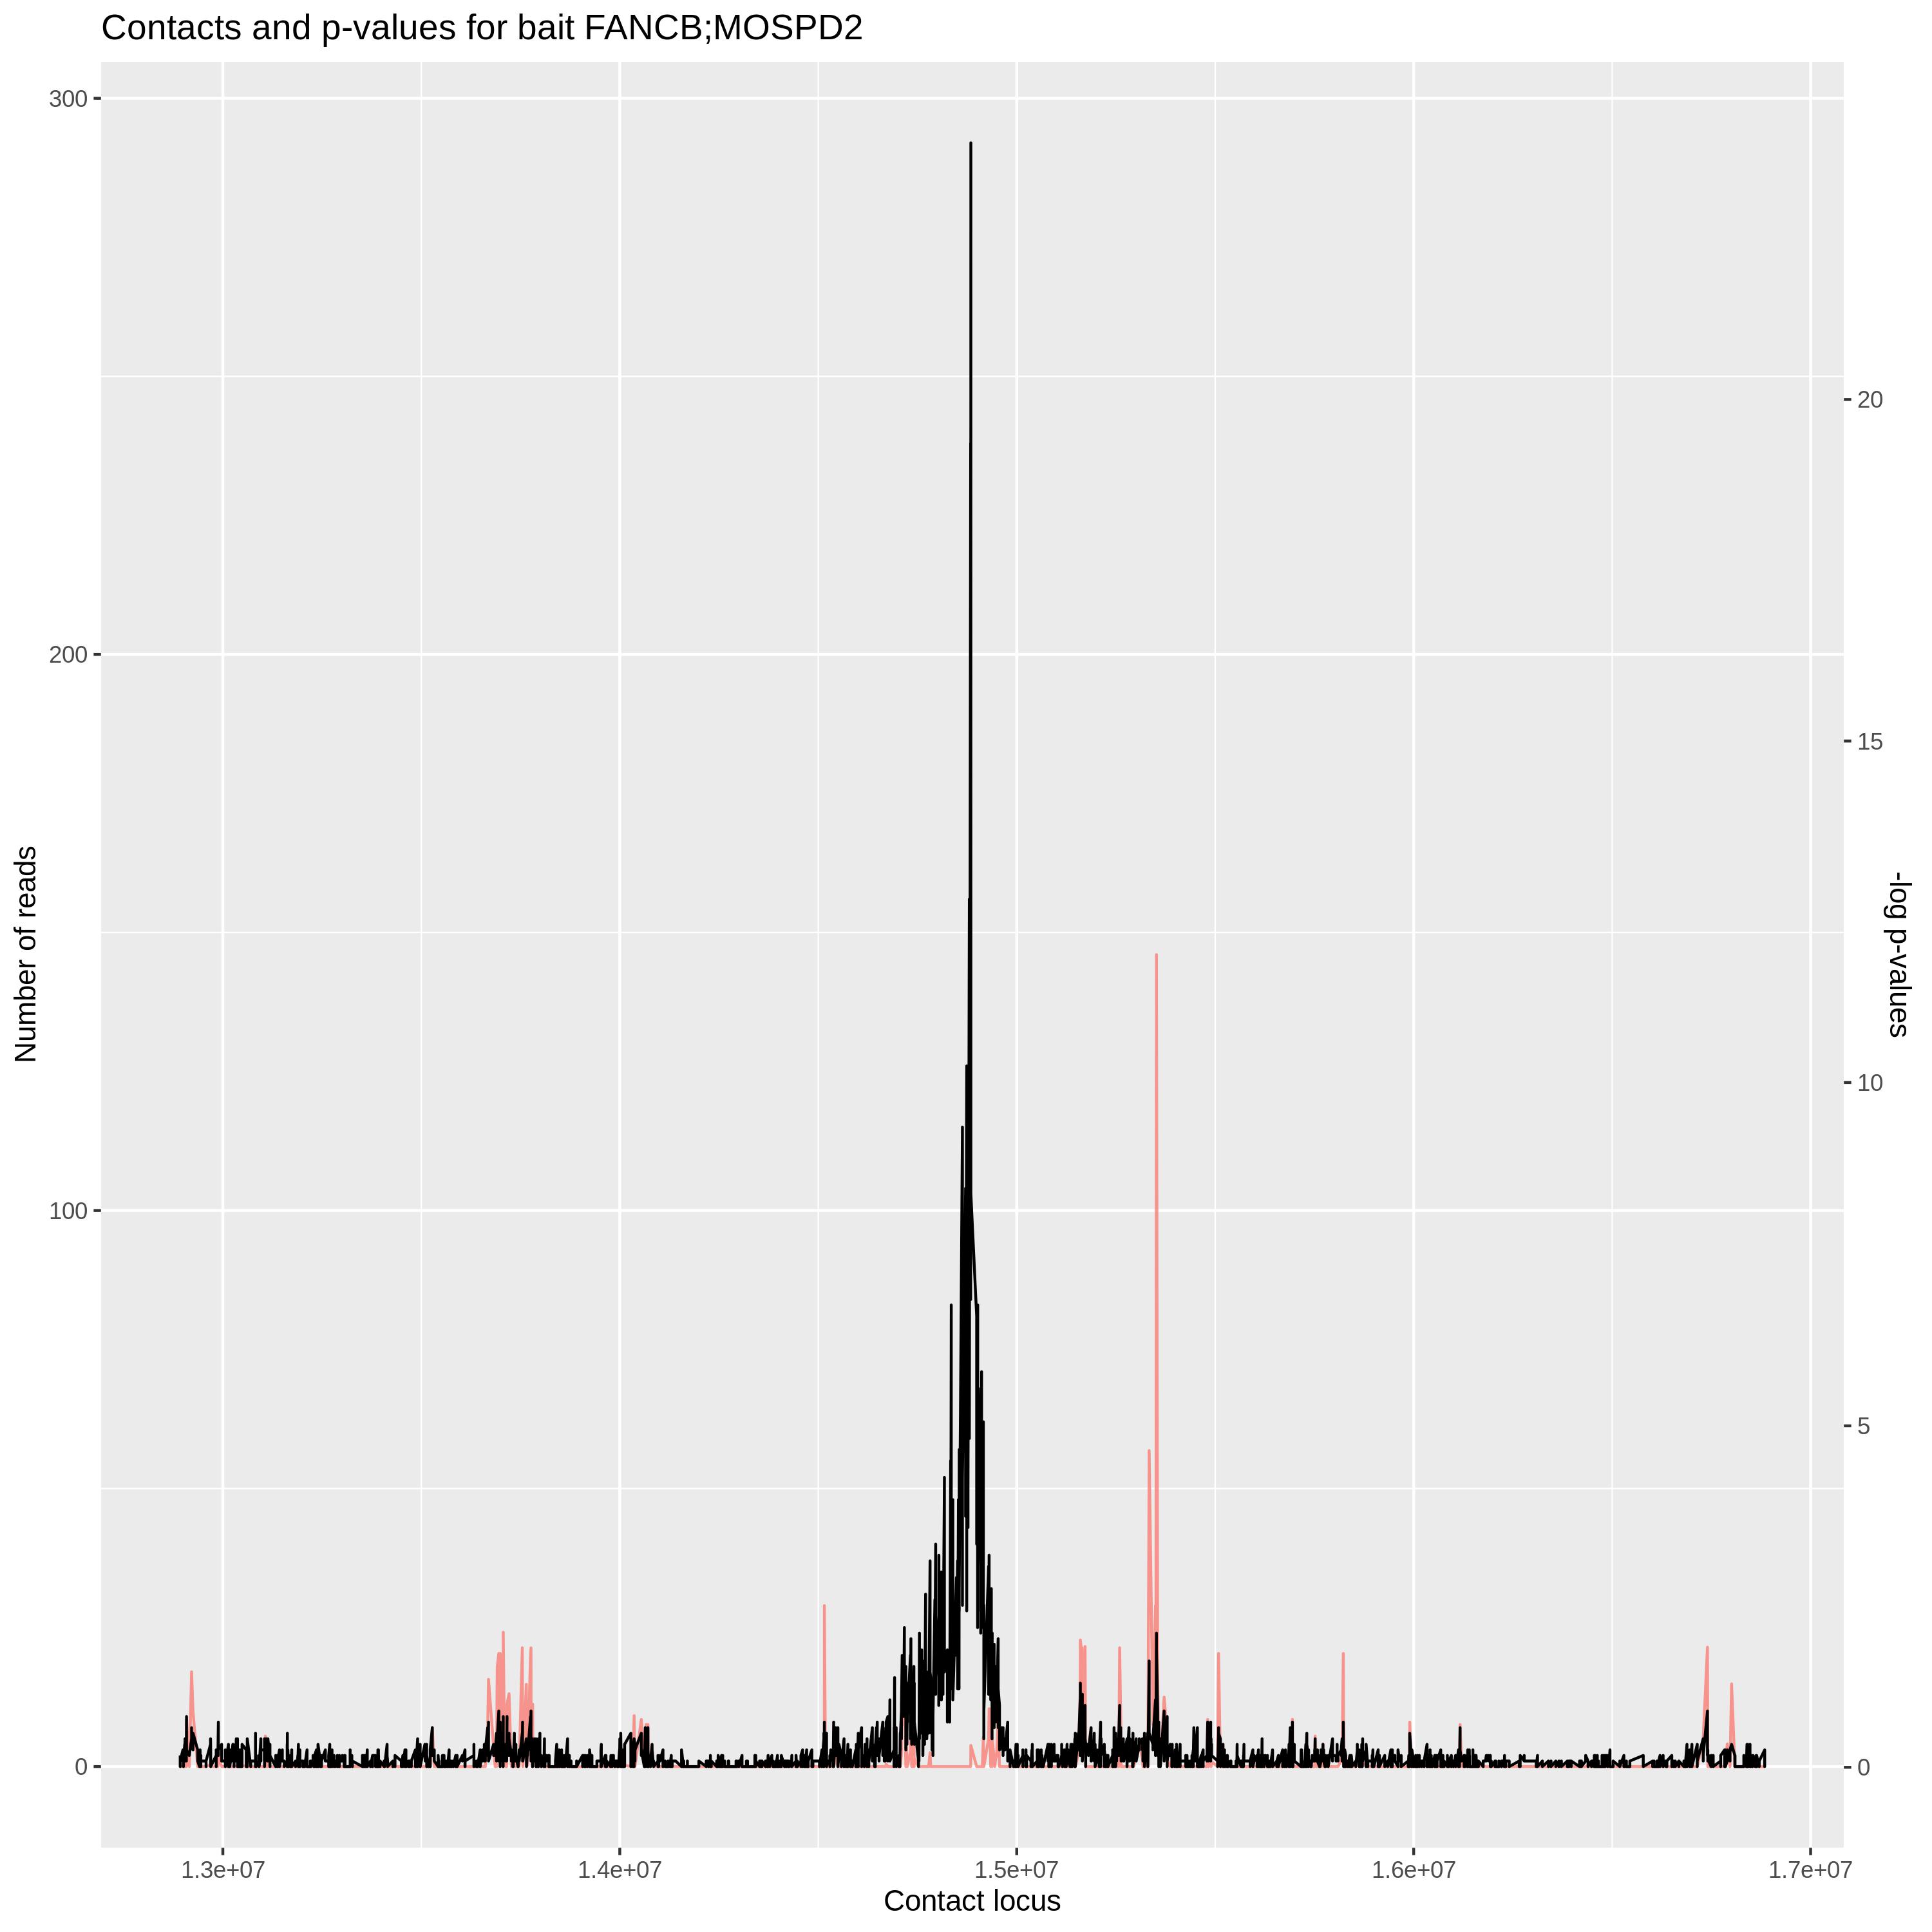 Contacts and p-values for bait FANCB;MOSPD2
300
200
100
0
Number of reads
20
15
10
5
0
-log p-values
1.3e+07 1.4e+07 1.5e+07 1.6e+07 1.7e+07
Contact locus